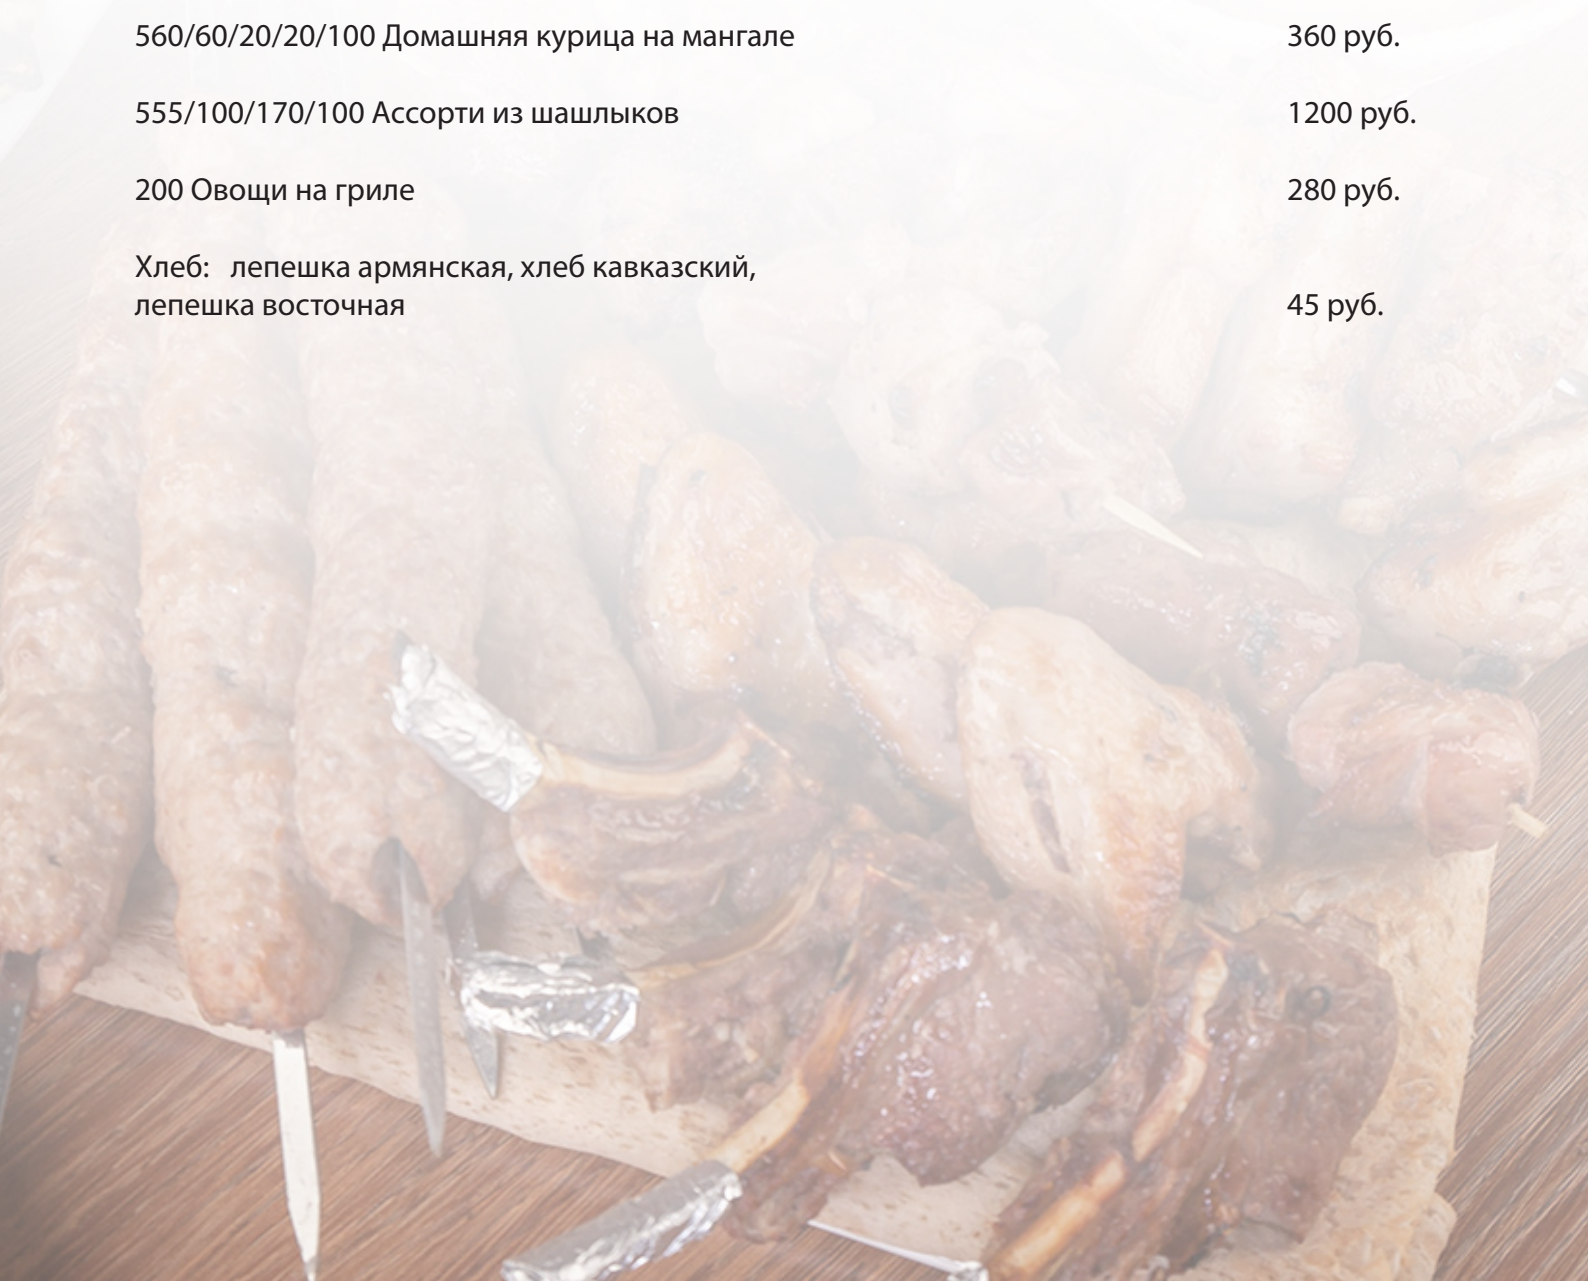 560/60/20/20/100 Домашняя курица на мангале 360 руб.
555/100/170/100 Ассорти из шашлыков 1200 руб.
200 Овощи на гриле 280 руб.
Хлеб: лепешка армянская, хлеб кавказский,
лепешка восточная 45 руб.